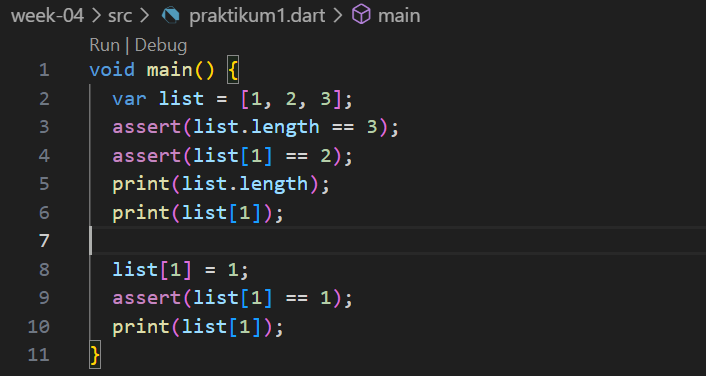 week-04 > src > praktikum1.dart > main
Run | Debug
1 void main() {
2   var list = [1, 2, 3];
3   assert(list.length == 3);
4   assert(list[1] == 2);
5   print(list.length);
6   print(list[1]);
7
8   list[1] = 1;
9   assert(list[1] == 1);
10   print(list[1]);
11 }